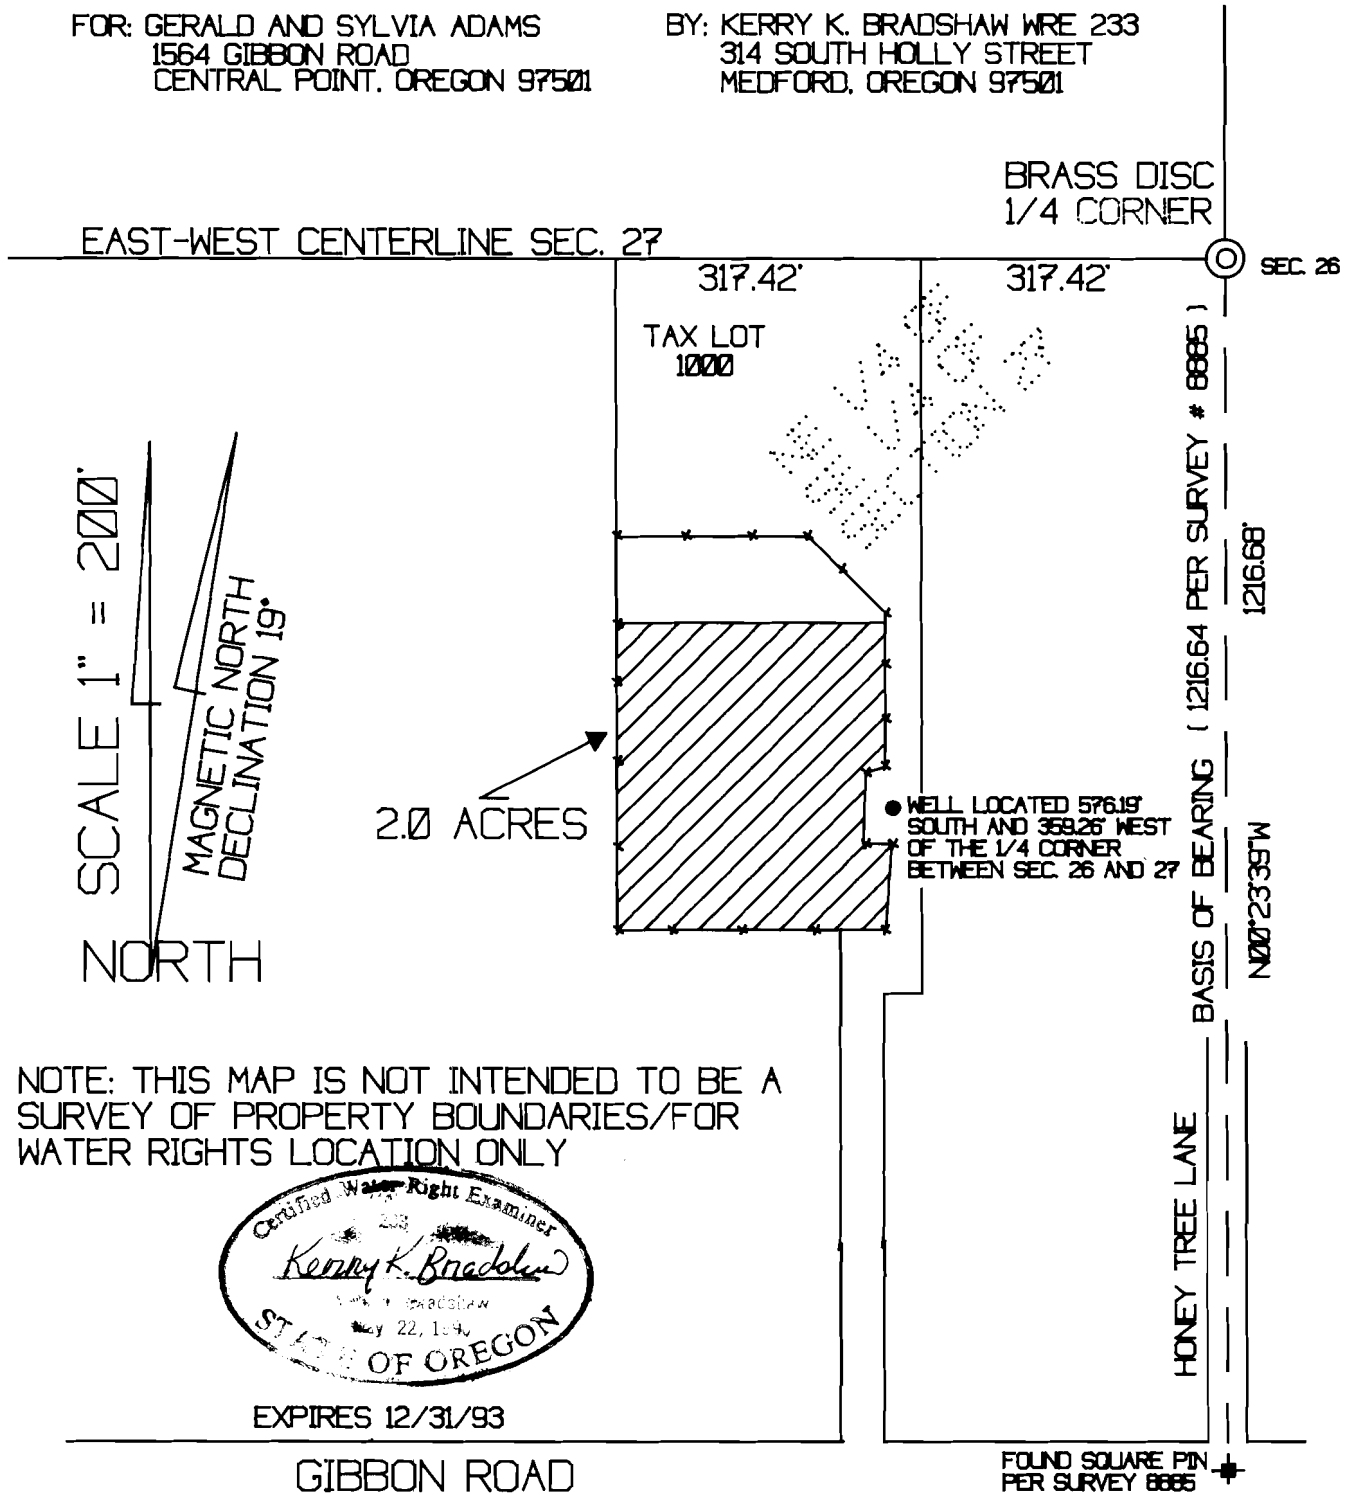 FOR: GERALD AND SYLVIA ADAMS
1564 GIBBON ROAD
CENTRAL POINT, OREGON 97501
BY: KERRY K. BRADSHAW WRE 233
314 SOUTH HOLLY STREET
MEDFORD, OREGON 97501
BRASS DISC
1/4 CORNER
EAST-WEST CENTERLINE SEC. 27
SEC. 26
317.42'
317.42'
TAX LOT
1000
SCALE 1" = 200'
MAGNETIC NORTH
DECLINATION 19°
NORTH
2.0 ACRES
WELL LOCATED 576.19'
SOUTH AND 359.26' WEST
OF THE 1/4 CORNER
BETWEEN SEC. 26 AND 27
BASIS OF BEARING ( 1216.64 PER SURVEY # 8885 )
1216.68'
N00°23'39"W
NOTE: THIS MAP IS NOT INTENDED TO BE A
SURVEY OF PROPERTY BOUNDARIES/FOR
WATER RIGHTS LOCATION ONLY
Certified Water Right Examiner
Kerry K. Bradshaw
Bradshaw
May 22,
STATE OF OREGON
EXPIRES 12/31/93
HONEY TREE LANE
GIBBON ROAD
FOUND SQUARE PIN
PER SURVEY 8885